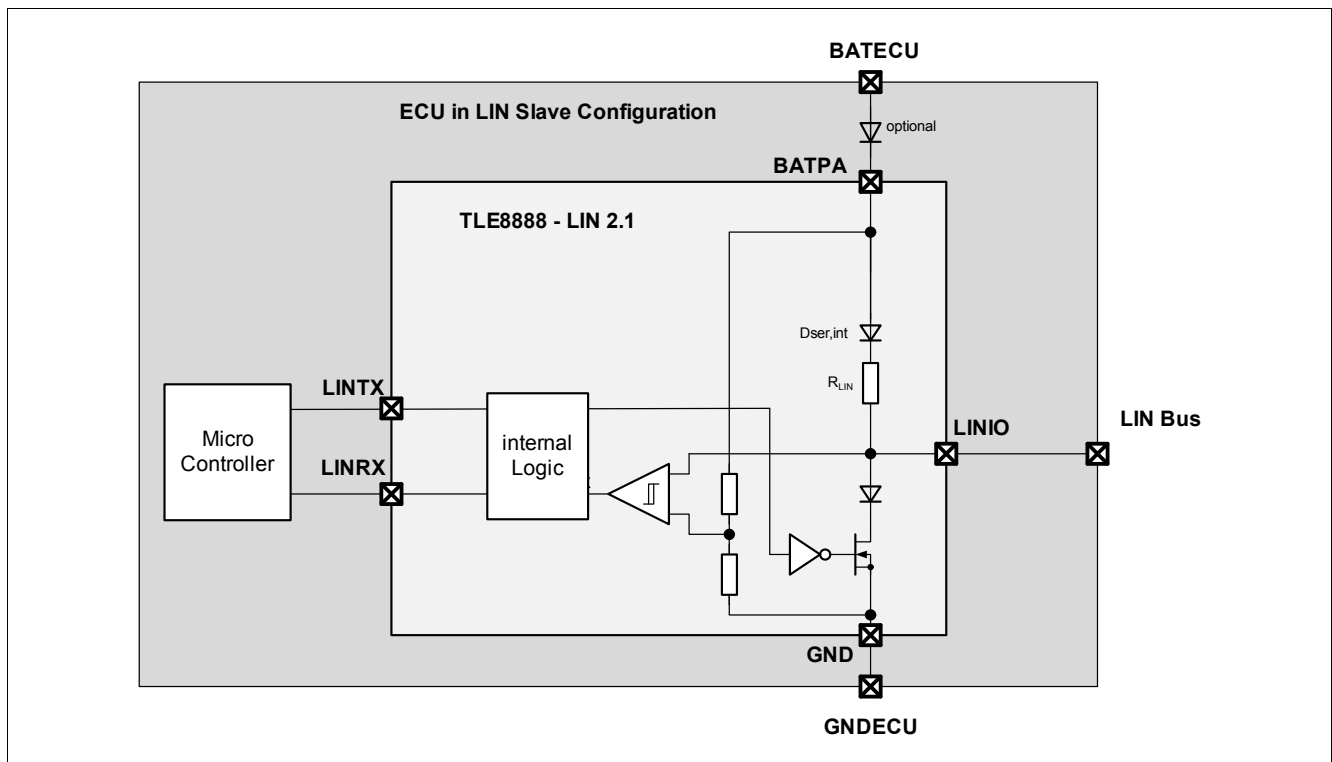 BATECU
ECU in LIN Slave Configuration
optional
BATPA
TLE8888 - LIN 2.1
Dser,int
RLIN
LINTX
LINIO
LIN Bus
Micro
Controller
internal
Logic
LINRX
GND
GNDECU